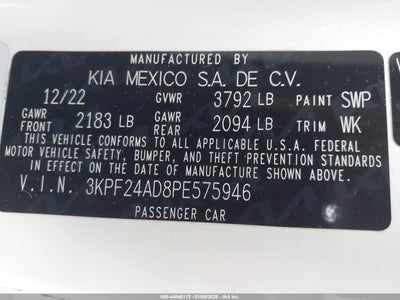 MANUFACTURED BY
KIA MEXICO S.A. DE C.V.
12/22 GVWR 3792 LB PAINT SWP
GAWR FRONT 2183 LB GAWR REAR 2094 LB TRIM WK
THIS VEHICLE CONFORMS TO ALL APPLICABLE U.S.A. FEDERAL
MOTOR VEHICLE SAFETY, BUMPER, AND THEFT PREVENTION STANDARDS
IN EFFECT ON THE DATE OF MANUFACTURE SHOWN ABOVE.
V.I.N. 3KPF24AD8PE575946
PASSENGER CAR